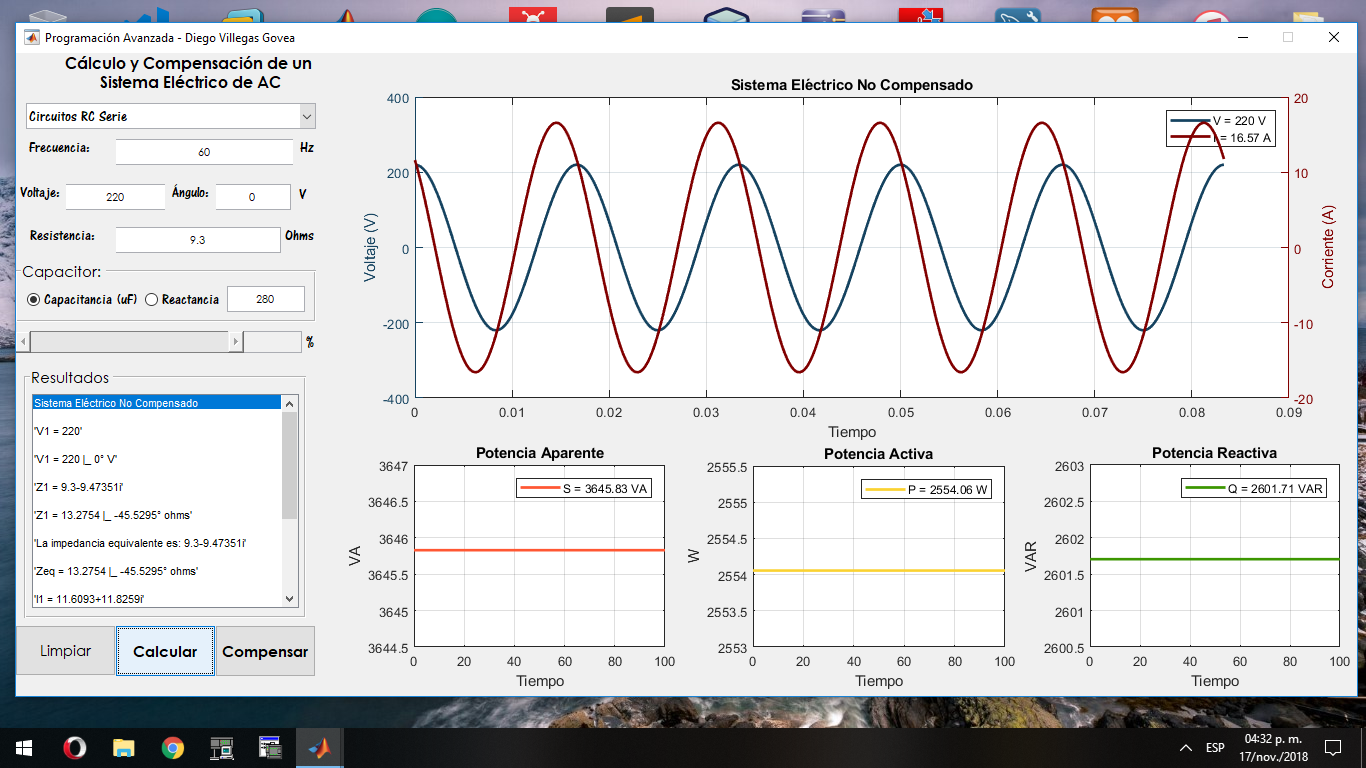 Programación Avanzada - Diego Villegas Govea
Cálculo y Compensación de un
Sistema Eléctrico de AC
Circuitos RC Serie
Frecuencia: 60 Hz
Voltaje: 220 Ángulo: 0 V
Resistencia: 9.3 Ohms
Capacitor:
Capacitancia (uF) Reactancia 280
%
Resultados
Sistema Eléctrico No Compensado
'V1 = 220'
'V1 = 220 |_ 0° V'
'Z1 = 9.3-9.47351i'
'Z1 = 13.2754 |_ -45.5295° ohms'
'La impedancia equivalente es: 9.3-9.47351i'
'Zeq = 13.2754 |_ -45.5295° ohms'
'I1 = 11.6093+11.8259i'
Limpiar Calcular Compensar
Sistema Eléctrico No Compensado
400
200
0
-200
-400
Voltaje (V)
V = 220 V
I = 16.57 A
20
10
0
-10
-20
Corriente (A)
0 0.01 0.02 0.03 0.04 0.05 0.06 0.07 0.08 0.09
Tiempo
Potencia Aparente
3647
3646.5
3646
3645.5
3645
3644.5
VA
S = 3645.83 VA
0 20 40 60 80 100
Tiempo
Potencia Activa
2555.5
2555
2554.5
2554
2553.5
2553
W
P = 2554.06 W
0 20 40 60 80 100
Tiempo
Potencia Reactiva
2603
2602.5
2602
2601.5
2601
2600.5
VAR
Q = 2601.71 VAR
0 20 40 60 80 100
Tiempo
ESP
04:32 p. m.
17/nov./2018